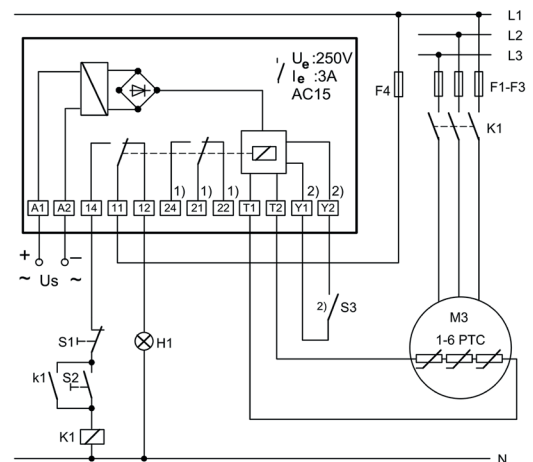 L1
L2
L3
Ue :250V
Ie :3A
AC15
F4
F1-F3
K1
1) 1) 1) 2) 2)
A1 A2 14 11 12 24 21 22 T1 T2 Y1 Y2
+ −
~ Us ~
2) S3
M3
1-6 PTC
S1
H1
k1 S2
K1
N